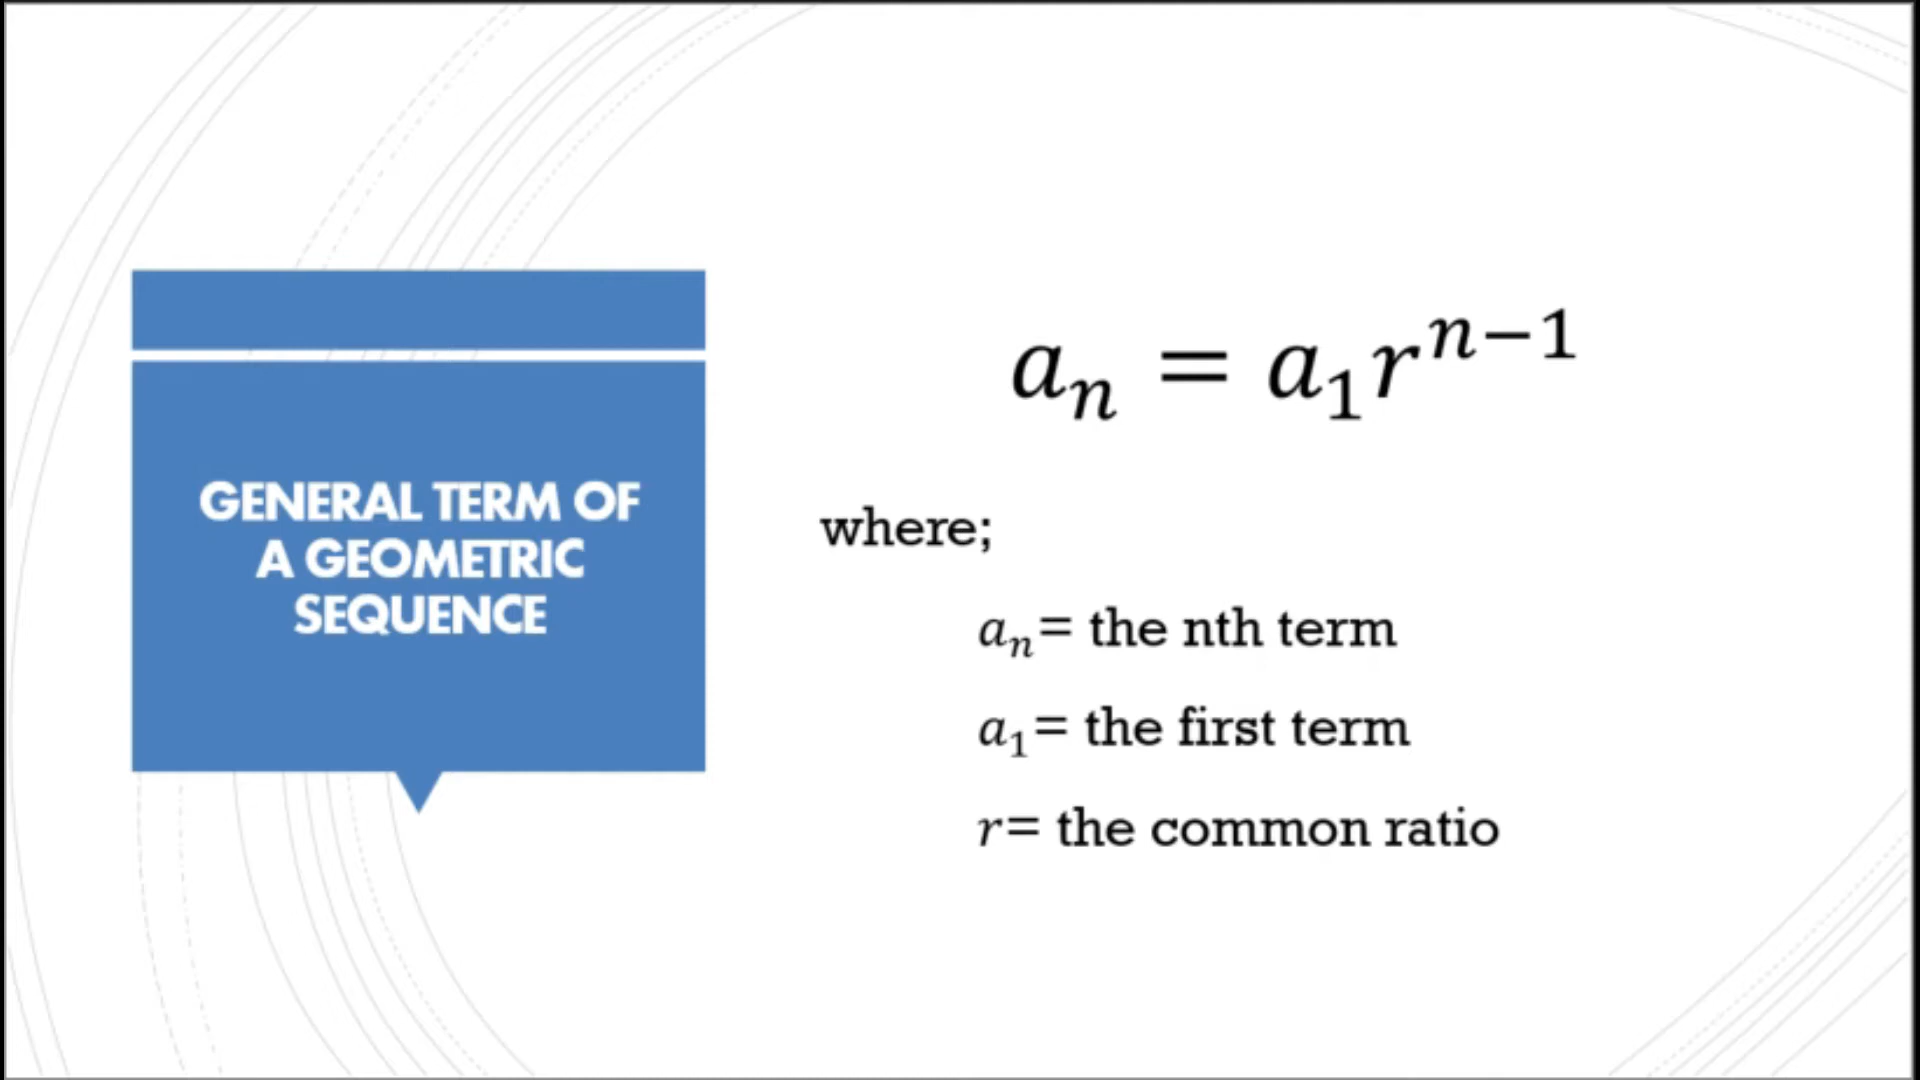 GENERAL TERM OF
A GEOMETRIC
SEQUENCE
aₙ = a₁rⁿ⁻¹
where;
aₙ= the nth term
a₁= the first term
r= the common ratio